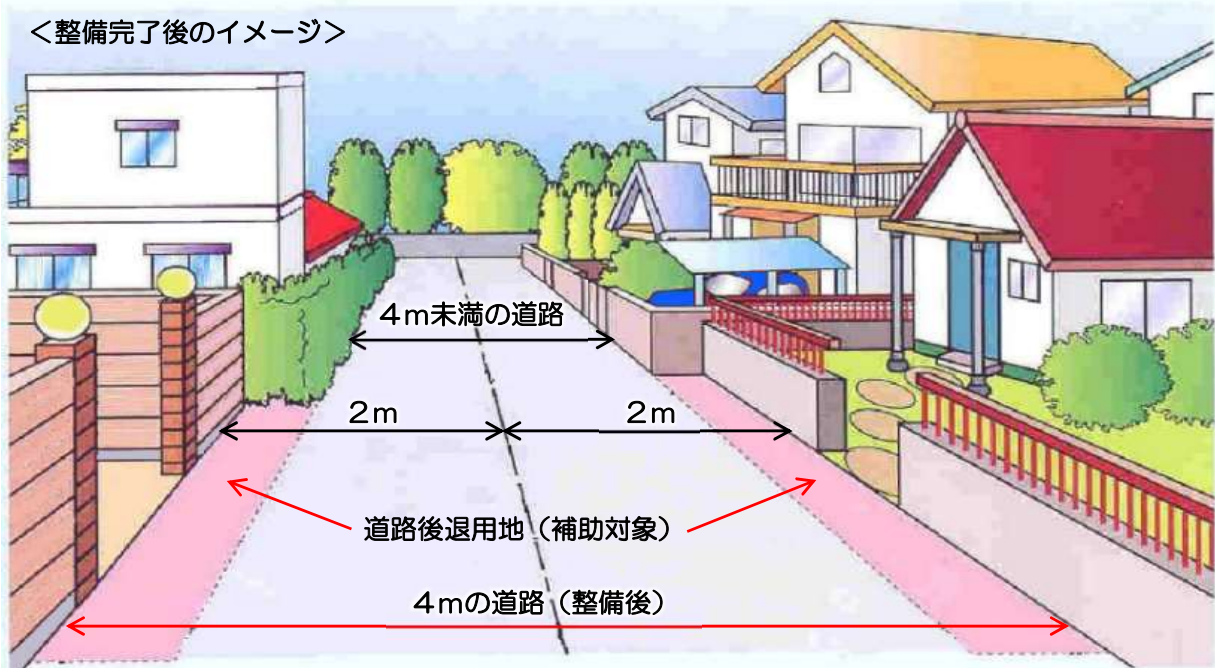 ＜整備完了後のイメージ＞
４ｍ未満の道路
２ｍ
２ｍ
道路後退用地（補助対象）
４ｍの道路（整備後）